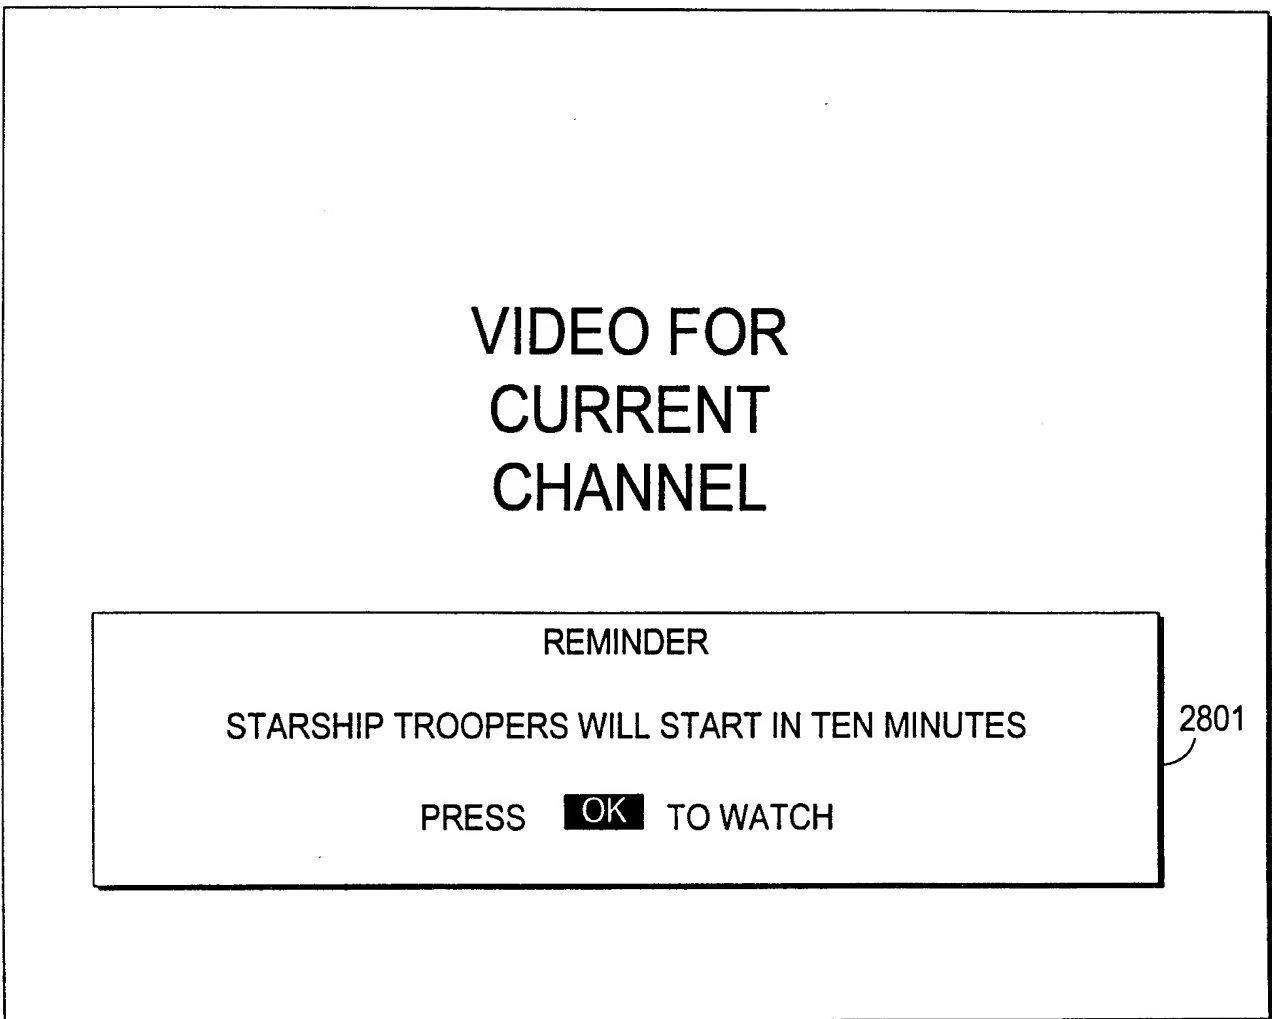 VIDEO FOR
CURRENT
CHANNEL
REMINDER
STARSHIP TROOPERS WILL START IN TEN MINUTES
2801
PRESS OK TO WATCH